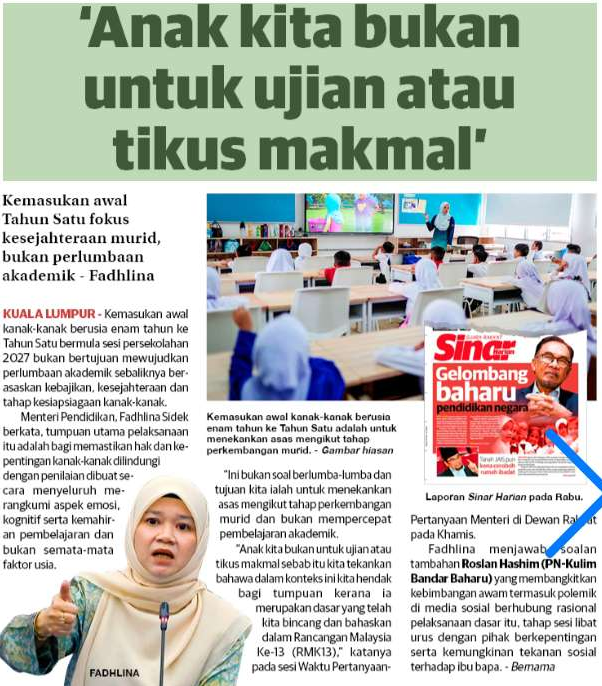 ‘Anak kita bukan
untuk ujian atau
tikus makmal’
Kemasukan awal
Tahun Satu fokus
kesejahteraan murid,
bukan perlumbaan
akademik - Fadhlina
KUALA LUMPUR - Kemasukan awal
kanak-kanak berusia enam tahun ke
Tahun Satu bermula sesi persekolahan
2027 bukan bertujuan mewujudkan
perlumbaan akademik sebaliknya ber-
asaskan kebajikan, kesejahteraan dan
tahap kesiapsiagaan kanak-kanak.
Menteri Pendidikan, Fadhlina Sidek
berkata, tumpuan utama pelaksanaan
itu adalah bagi memastikan hak dan ke-
pentingan kanak-kanak dilindungi
dengan penilaian dibuat se-
cara menyeluruh me-
rangkumi aspek emosi,
kognitif serta kemahir-
an pembelajaran dan
bukan semata-mata
faktor usia.
FADHLINA
Kemasukan awal kanak-kanak berusia
enam tahun ke Tahun Satu adalah untuk
menekankan asas mengikut tahap
perkembangan murid. - Gambar hiasan
"Ini bukan soal berlumba-lumba dan
tujuan kita ialah untuk menekankan
asas mengikut tahap perkembangan
murid dan bukan mempercepat
pembelajaran akademik.
"Anak kita bukan untuk ujian atau
tikus makmal sebab itu kita tekankan
bahawa dalam konteks ini kita hendak
bagi tumpuan kerana ia
merupakan dasar yang telah
kita bincang dan bahaskan
dalam Rancangan Malaysia
Ke-13 (RMK13)," katanya
pada sesi Waktu Pertanyaan-
Sinar
Harian
Gelombang
baharu
pendidikan negara
Laporan Sinar Harian pada Rabu.
Pertanyaan Menteri di Dewan Rakyat
pada Khamis.
Fadhlina menjawab soalan
tambahan Roslan Hashim (PN-Kulim
Bandar Baharu) yang membangkitkan
kebimbangan awam termasuk polemik
di media sosial berhubung rasional
pelaksanaan dasar itu, tahap sesi libat
urus dengan pihak berkepentingan
serta kemungkinan tekanan sosial
terhadap ibu bapa. - Bernama